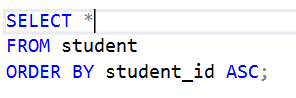 SELECT *
FROM student
ORDER BY student_id ASC;